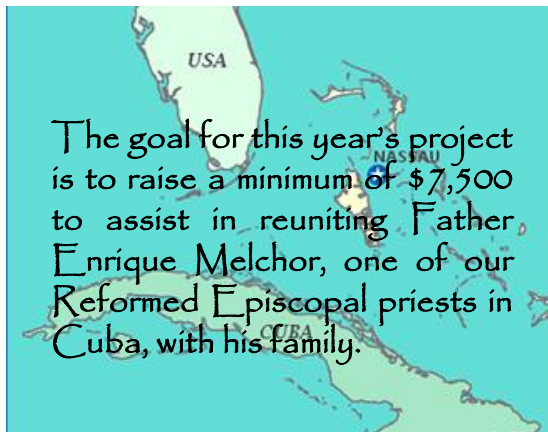 USA
The goal for this year's project
NASSAU
is to raise a minimum of $7,500
to assist in reuniting Father
Enrique Melchor, one of our
Reformed Episcopal priests in
CUBA
Cuba, with his family.